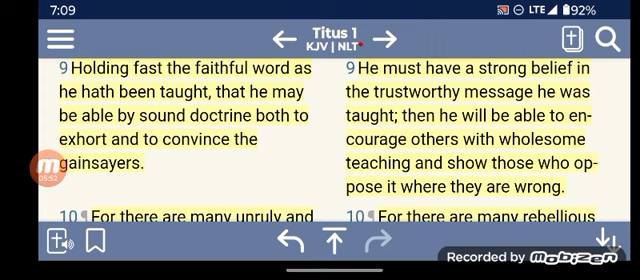 7:09
LTE 92%
Titus 1
KJV | NLT
9 Holding fast the faithful word as
he hath been taught, that he may
be able by sound doctrine both to
exhort and to convince the
gainsayers.
10 ¶ For there are many unruly and
9 He must have a strong belief in
the trustworthy message he was
taught; then he will be able to en-
courage others with wholesome
teaching and show those who op-
pose it where they are wrong.
10 ¶ For there are many rebellious
05:52
Recorded by Mobizen